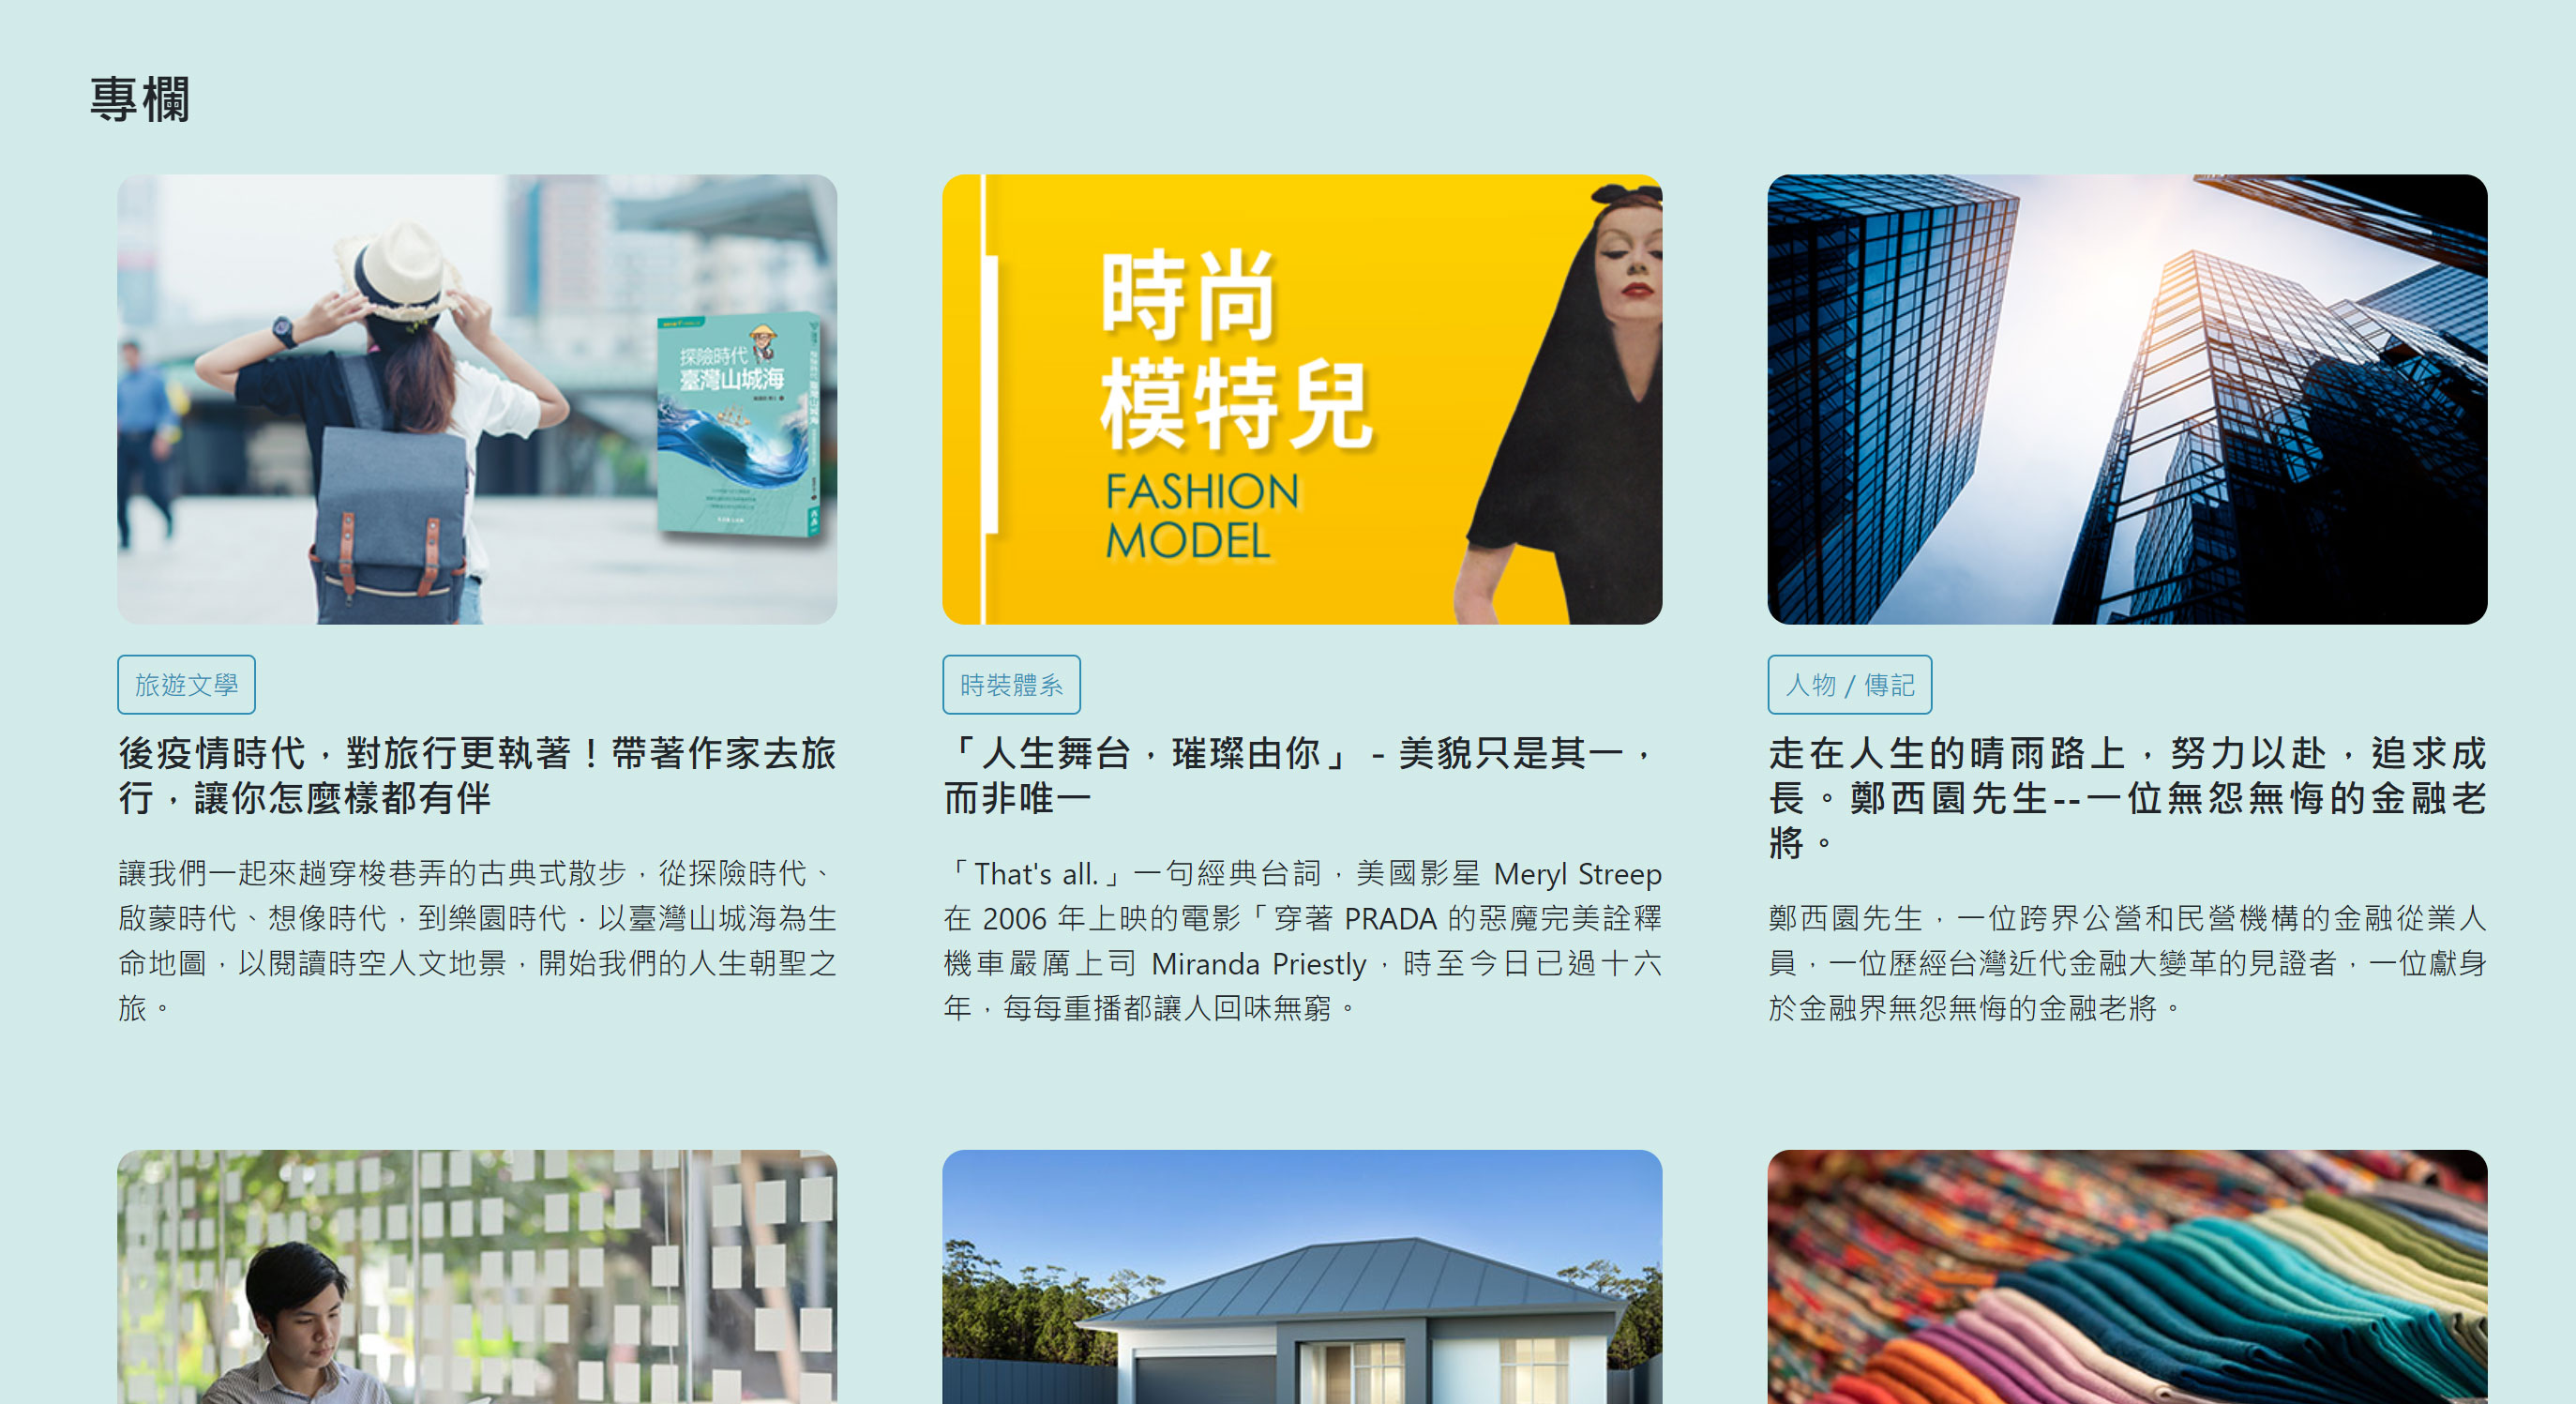 專欄
探險時代
臺灣山城海
時尚
模特兒
FASHION
MODEL
旅遊文學
後疫情時代，對旅行更執著！帶著作家去旅
行，讓你怎麼樣都有伴
讓我們一起來趟穿梭巷弄的古典式散步，從探險時代、
啟蒙時代、想像時代，到樂園時代．以臺灣山城海為生
命地圖，以閱讀時空人文地景，開始我們的人生朝聖之
旅。
時裝體系
「人生舞台，璀璨由你」 - 美貌只是其一，
而非唯一
「That's all.」一句經典台詞，美國影星 Meryl Streep
在 2006 年上映的電影「穿著 PRADA 的惡魔完美詮釋
機車嚴厲上司 Miranda Priestly，時至今日已過十六
年，每每重播都讓人回味無窮。
人物 / 傳記
走在人生的晴雨路上，努力以赴，追求成
長。鄭西園先生--一位無怨無悔的金融老
將。
鄭西園先生，一位跨界公營和民營機構的金融從業人
員，一位歷經台灣近代金融大變革的見證者，一位獻身
於金融界無怨無悔的金融老將。